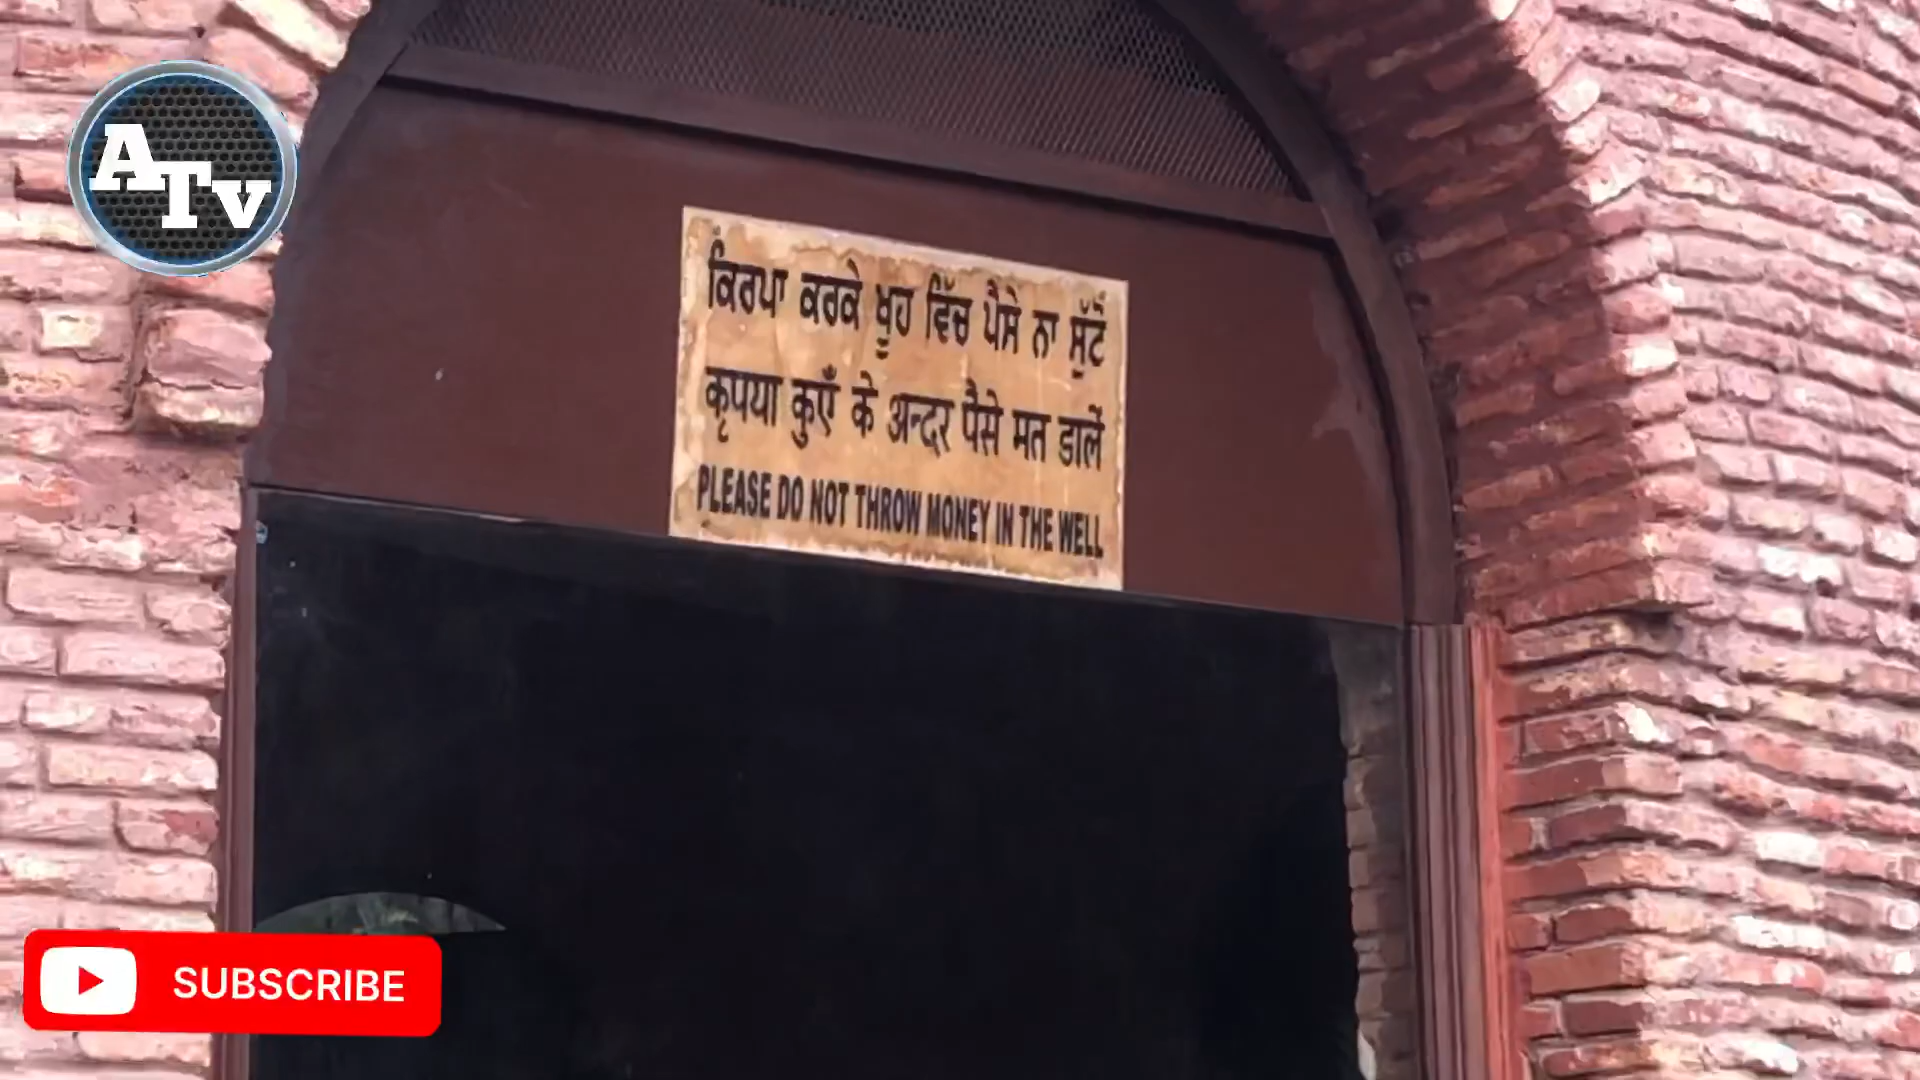 ATv
ਕਿਰਪਾ ਕਰਕੇ ਖੂਹ ਵਿੱਚ ਪੈਸੇ ਨਾ ਸੁੱਟੋਂ
कृपया कुएँ के अन्दर पैसे मत डालें
PLEASE DO NOT THROW MONEY IN THE WELL
SUBSCRIBE